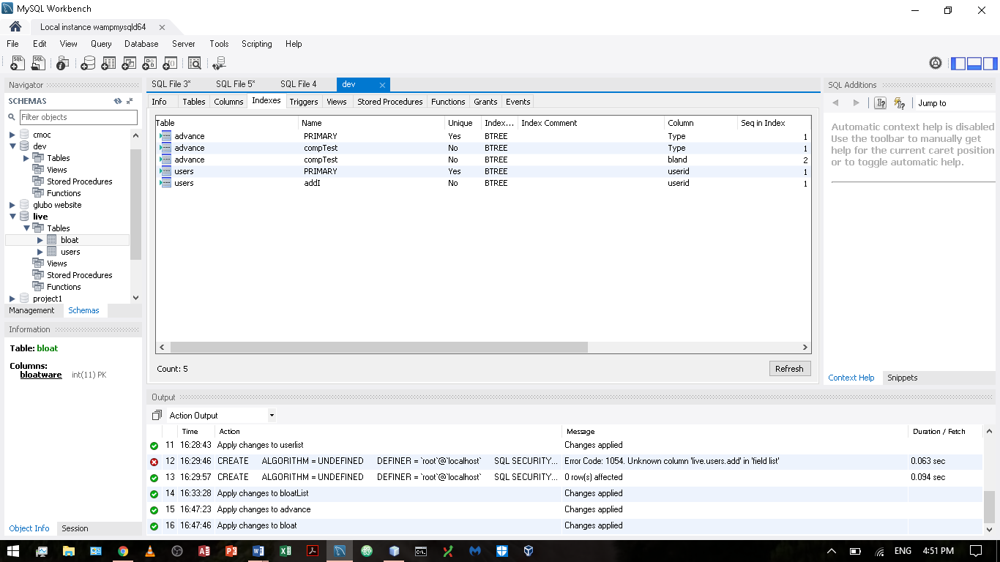 MySQL Workbench
Local instance wampmysqld64
File Edit View Query Database Server Tools Scripting Help
Navigator
SCHEMAS
Filter objects
cmoc
dev
Tables
Views
Stored Procedures
Functions
glubo website
live
Tables
bloat
users
Views
Stored Procedures
Functions
project1
Management Schemas
Information
Table: bloat
Columns:
bloatware int(11) PK
Object Info Session
SQL File 3* SQL File 5* SQL File 4 dev
Info Tables Columns Indexes Triggers Views Stored Procedures Functions Grants Events
Table Name Unique Index... Index Comment Column Seq in Index
advance PRIMARY Yes BTREE Type 1
advance compTest No BTREE Type 1
advance compTest No BTREE bland 2
users PRIMARY Yes BTREE userid 1
users addI No BTREE userid 1
Count: 5
Refresh
SQL Additions
Jump to
Automatic context help is disabled
Use the toolbar to manually get
help for the current caret position
or to toggle automatic help.
Context Help Snippets
Output
Action Output
Time Action Message Duration / Fetch
11 16:28:43 Apply changes to userlist Changes applied
12 16:29:46 CREATE ALGORITHM = UNDEFINED DEFINER = `root`@`localhost` SQL SECURITY... Error Code: 1054. Unknown column 'live.users.add' in 'field list' 0.063 sec
13 16:29:57 CREATE ALGORITHM = UNDEFINED DEFINER = `root`@`localhost` SQL SECURITY... 0 row(s) affected 0.094 sec
14 16:33:28 Apply changes to bloatList Changes applied
15 16:47:23 Apply changes to advance Changes applied
16 16:47:46 Apply changes to bloat Changes applied
ENG 4:51 PM